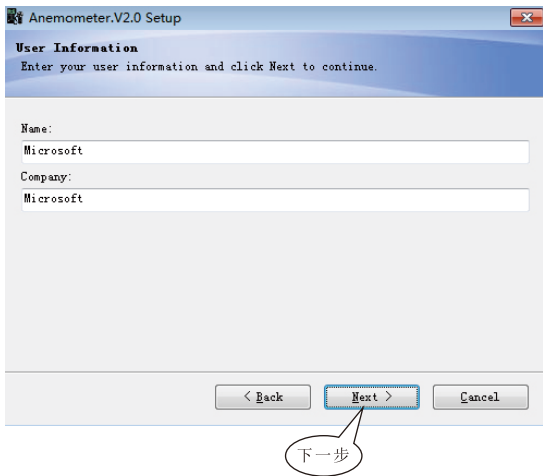 Anemometer.V2.0 Setup
User Information
Enter your user information and click Next to continue.
Name:
Microsoft
Company:
Microsoft
< Back
Next >
Cancel
下一步